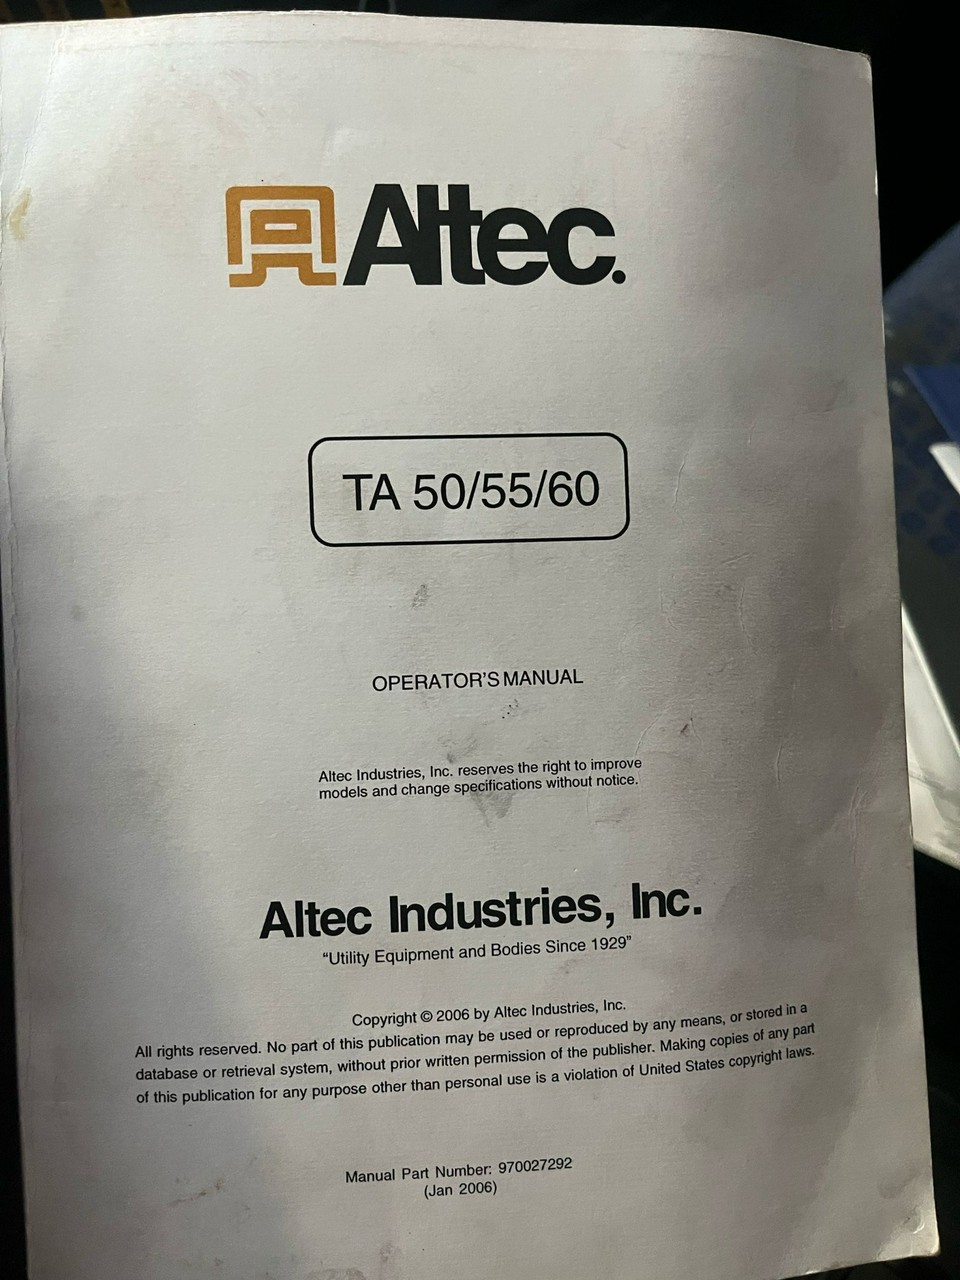 Altec.
TA 50/55/60
OPERATOR'S MANUAL
Altec Industries, Inc. reserves the right to improve
models and change specifications without notice.
Altec Industries, Inc.
“Utility Equipment and Bodies Since 1929”
Copyright © 2006 by Altec Industries, Inc.
All rights reserved. No part of this publication may be used or reproduced by any means, or stored in a
database or retrieval system, without prior written permission of the publisher. Making copies of any part
of this publication for any purpose other than personal use is a violation of United States copyright laws.
Manual Part Number: 970027292
(Jan 2006)